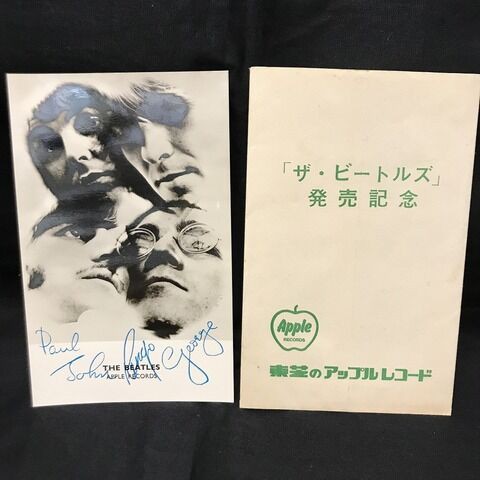 Paul
John Ringo George
THE BEATLES
APPLE RECORDS
「ザ・ビートルズ」
発売記念
Apple
RECORDS
東芝のアップルレコード